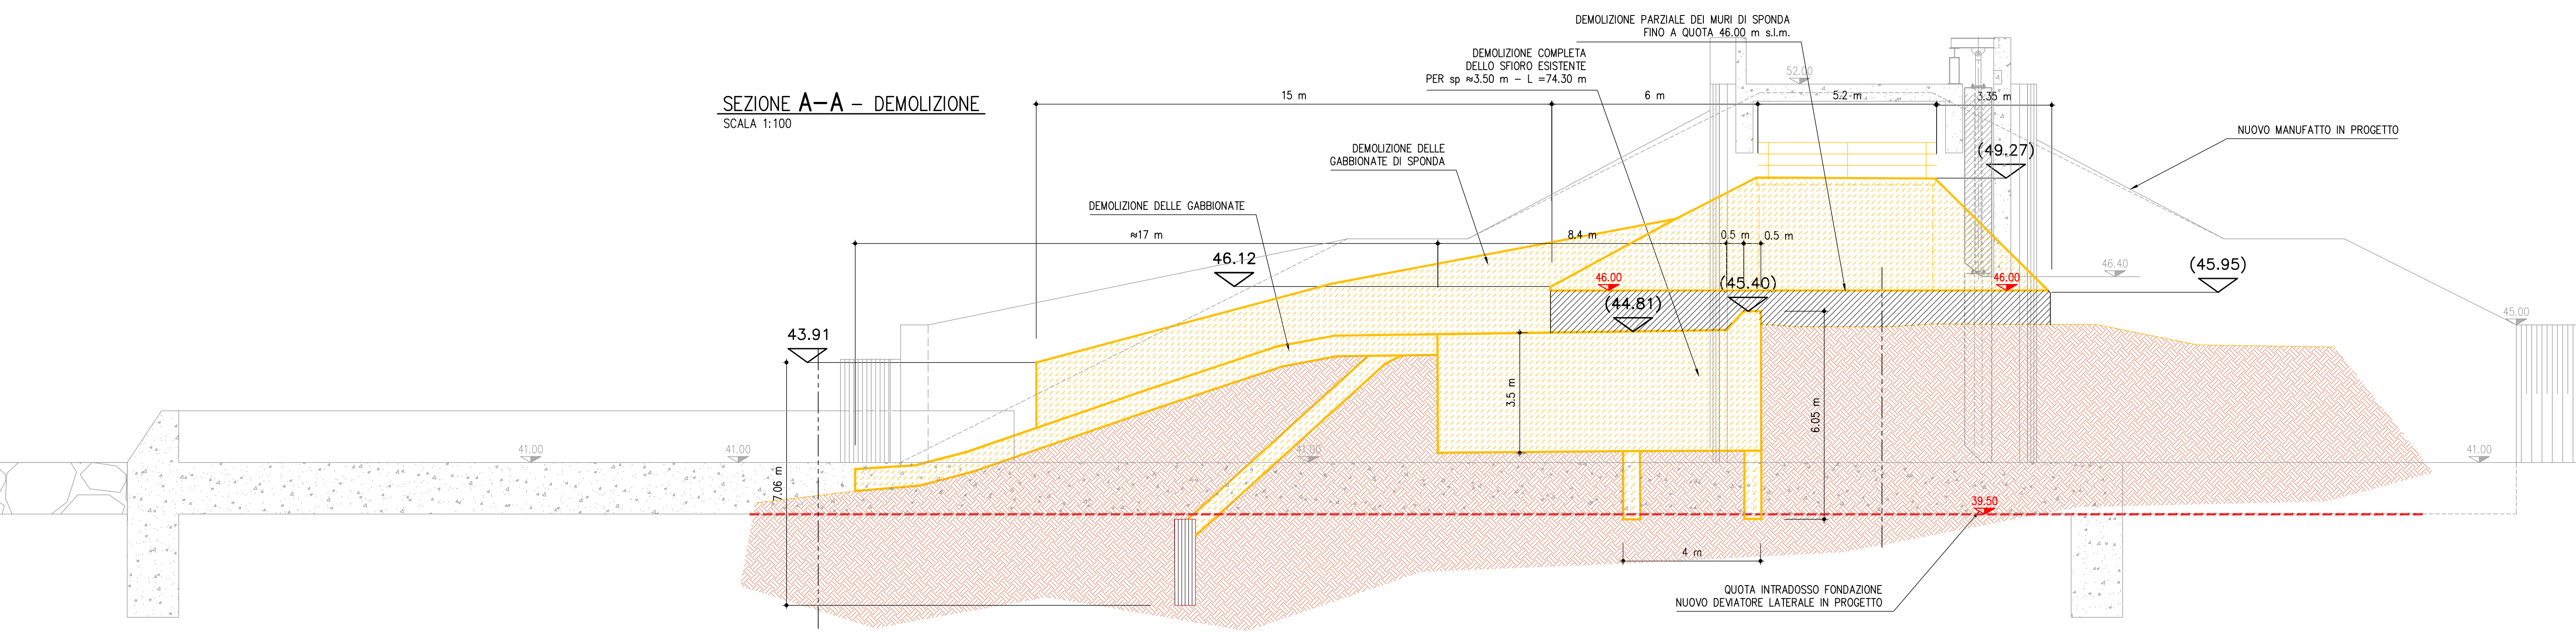 DEMOLIZIONE PARZIALE DEI MURI DI SPONDA
FINO A QUOTA 46.00 m s.l.m.
DEMOLIZIONE COMPLETA
DELLO SFIORO ESISTENTE
PER sp ≈3.50 m – L =74.30 m
SEZIONE A–A – DEMOLIZIONE
SCALA 1:100
52.00
15 m
6 m
5.2 m
3.35 m
NUOVO MANUFATTO IN PROGETTO
DEMOLIZIONE DELLE
GABBIONATE DI SPONDA
(49.27)
DEMOLIZIONE DELLE GABBIONATE
≈17 m
8.4 m
0.5 m
0.5 m
46.12
46.00
(45.40)
46.00
46.40
(45.95)
(44.81)
43.91
45.00
3.5 m
6.05 m
41.00
41.00
41.00
41.00
7.06 m
39.50
4 m
QUOTA INTRADOSSO FONDAZIONE
NUOVO DEVIATORE LATERALE IN PROGETTO